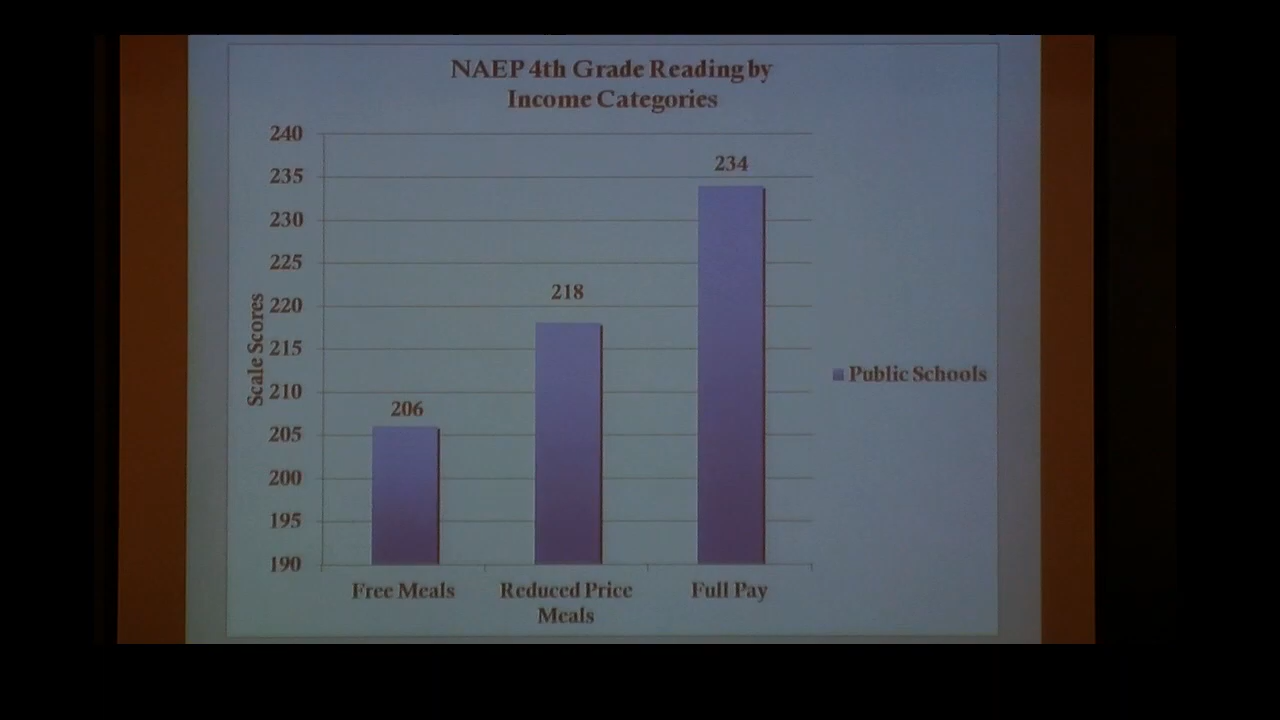 NAEP 4th Grade Reading by
Income Categories
240
235
230
225
220
215
210
205
200
195
190
Scale Scores
206
218
234
Free Meals
Reduced Price
Meals
Full Pay
Public Schools